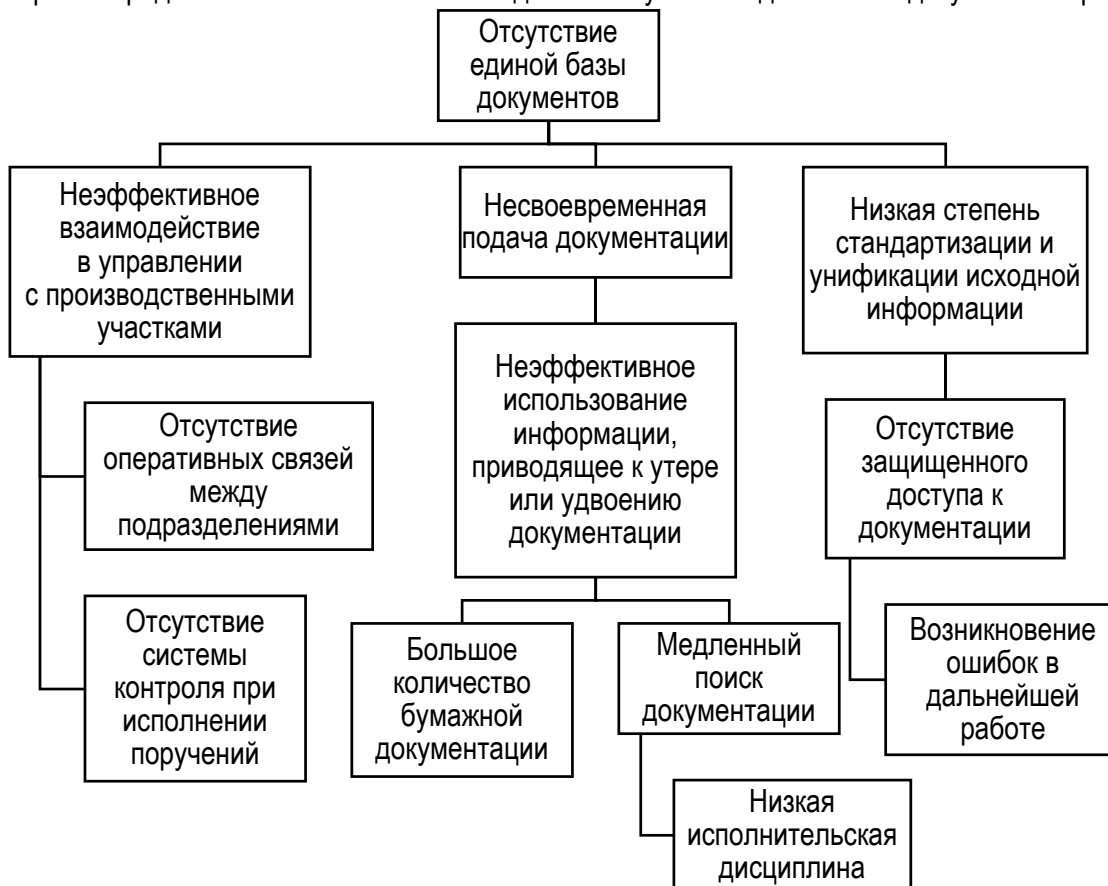 Отсутствие
единой базы
документов
Неэффективное
взаимодействие
в управлении
с производственными
участками
Несвоевременная
подача документации
Низкая степень
стандартизации и
унификации исходной
информации
Отсутствие
оперативных связей
между
подразделениями
Отсутствие
системы
контроля при
исполнении
поручений
Неэффективное
использование
информации,
приводящее к утере
или удвоению
документации
Большое
количество
бумажной
документации
Медленный
поиск
документации
Низкая
исполнительская
дисциплина
Отсутствие
защищенного
доступа к
документации
Возникновение
ошибок в
дальнейшей
работе